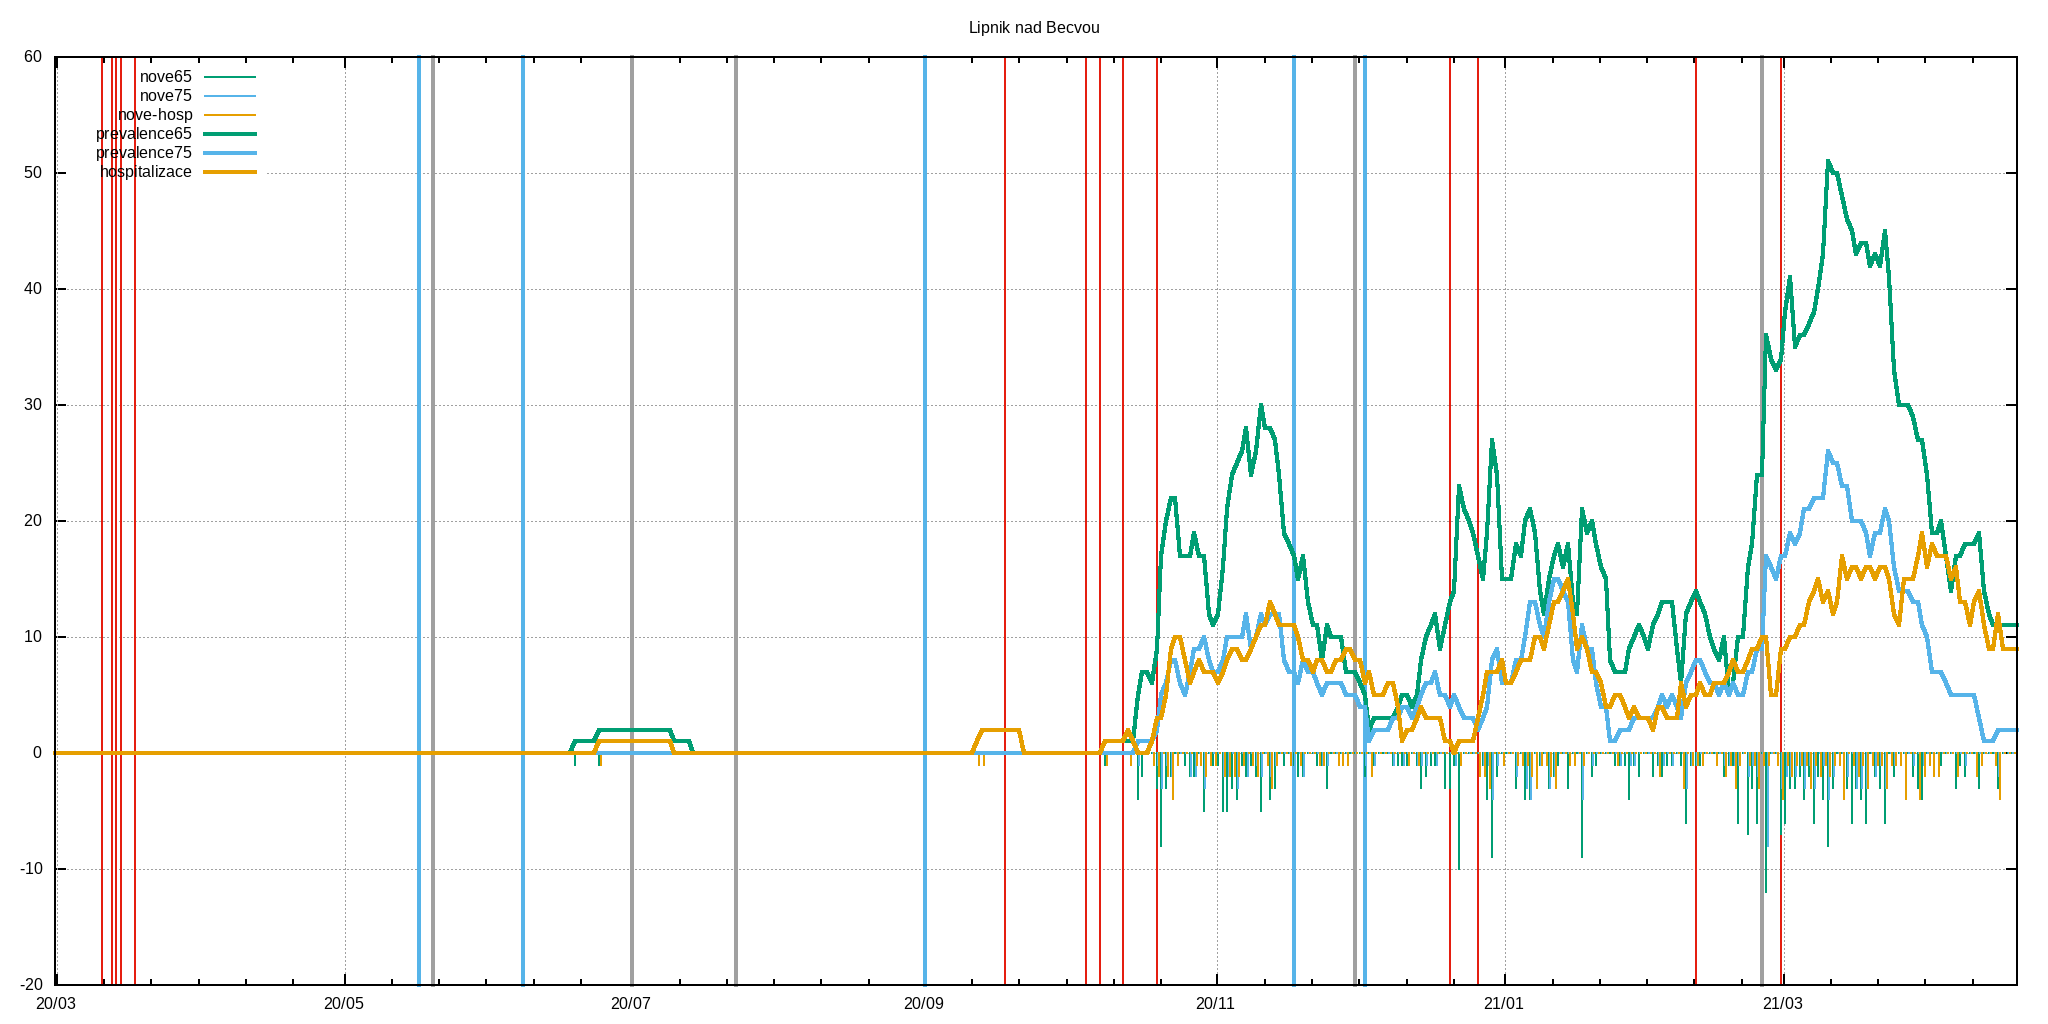 Lipnik nad Becvou
60
50
40
30
20
10
0
-10
-20
nove65
nove75
nove-hosp
prevalence65
prevalence75
hospitalizace
20/03 20/05 20/07 20/09 20/11 21/01 21/03